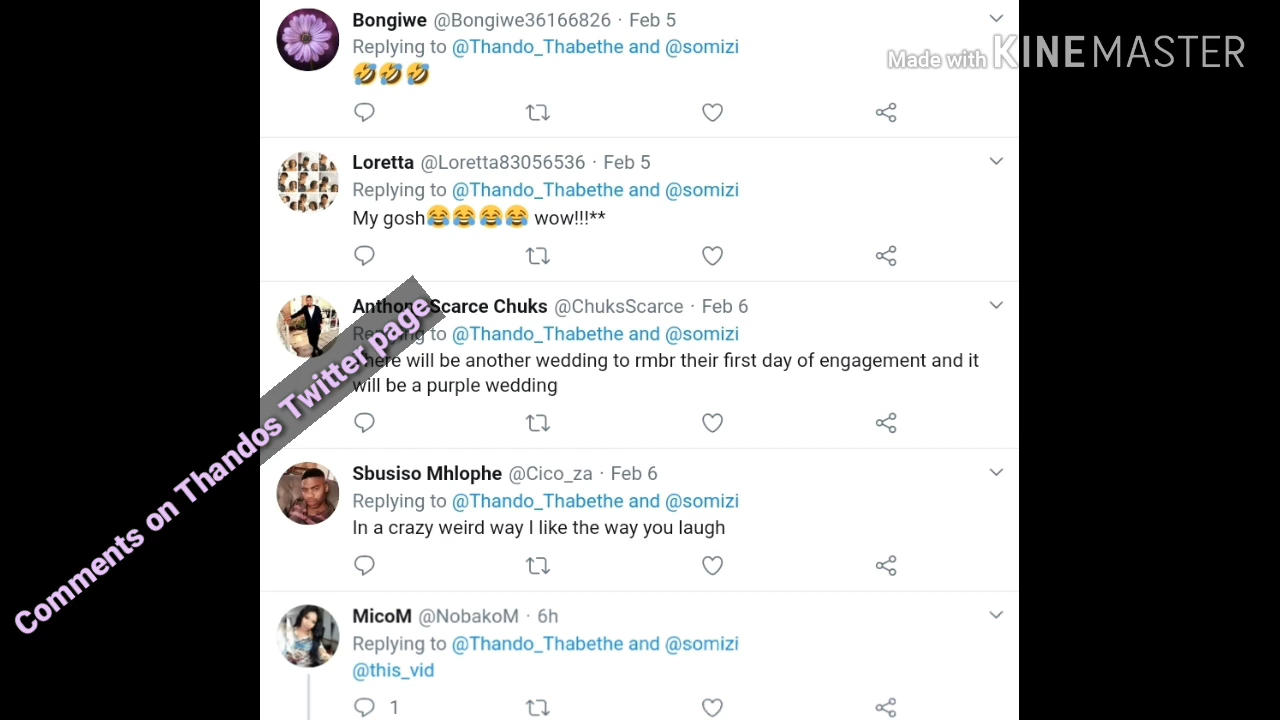 Made with KINEMASTER
Bongiwe @Bongiwe36166826 · Feb 5
Replying to @Thando_Thabethe and @somizi
🤣🤣🤣
Loretta @Loretta83056536 · Feb 5
Replying to @Thando_Thabethe and @somizi
My gosh😂😂😂😂 wow!!!**
Anthony Scarce Chuks @ChuksScarce · Feb 6
Replying to @Thando_Thabethe and @somizi
There will be another wedding to rmbr their first day of engagement and it
will be a purple wedding
Comments on Thandos Twitter page
Sbusiso Mhlophe @Cico_za · Feb 6
Replying to @Thando_Thabethe and @somizi
In a crazy weird way I like the way you laugh
MicoM @NobakoM · 6h
Replying to @Thando_Thabethe and @somizi
@this_vid
1